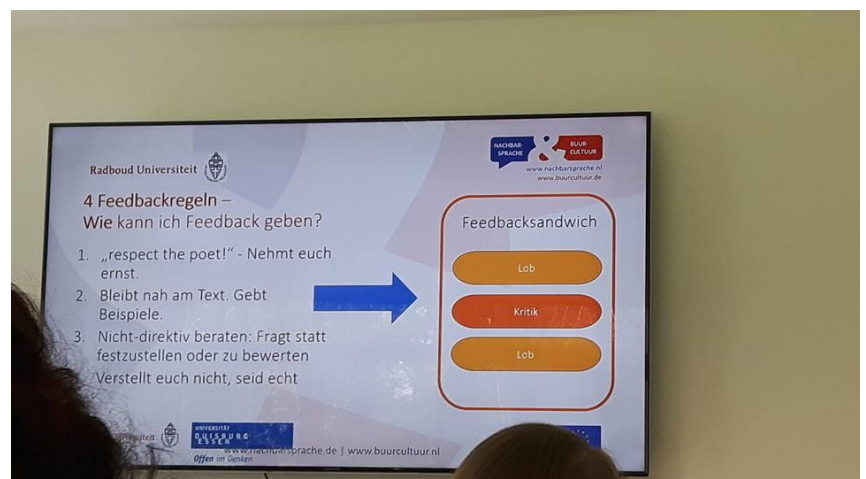 Radboud Universiteit
NACHBAR-
SPRACHE
&
BUUR-
CULTUUR
www.nachbarsprache.nl
www.buurcultuur.de
4 Feedbackregeln –
Wie kann ich Feedback geben?
1. „respect the poet!“ - Nehmt euch
ernst.
2. Bleibt nah am Text. Gebt
Beispiele.
3. Nicht-direktiv beraten: Fragt statt
festzustellen oder zu bewerten
Verstellt euch nicht, seid echt
Feedbacksandwich
Lob
Kritik
Lob
UNIVERSITÄT
DUISBURG
ESSEN
Offen im Denken
www.nachbarsprache.de | www.buurcultuur.nl